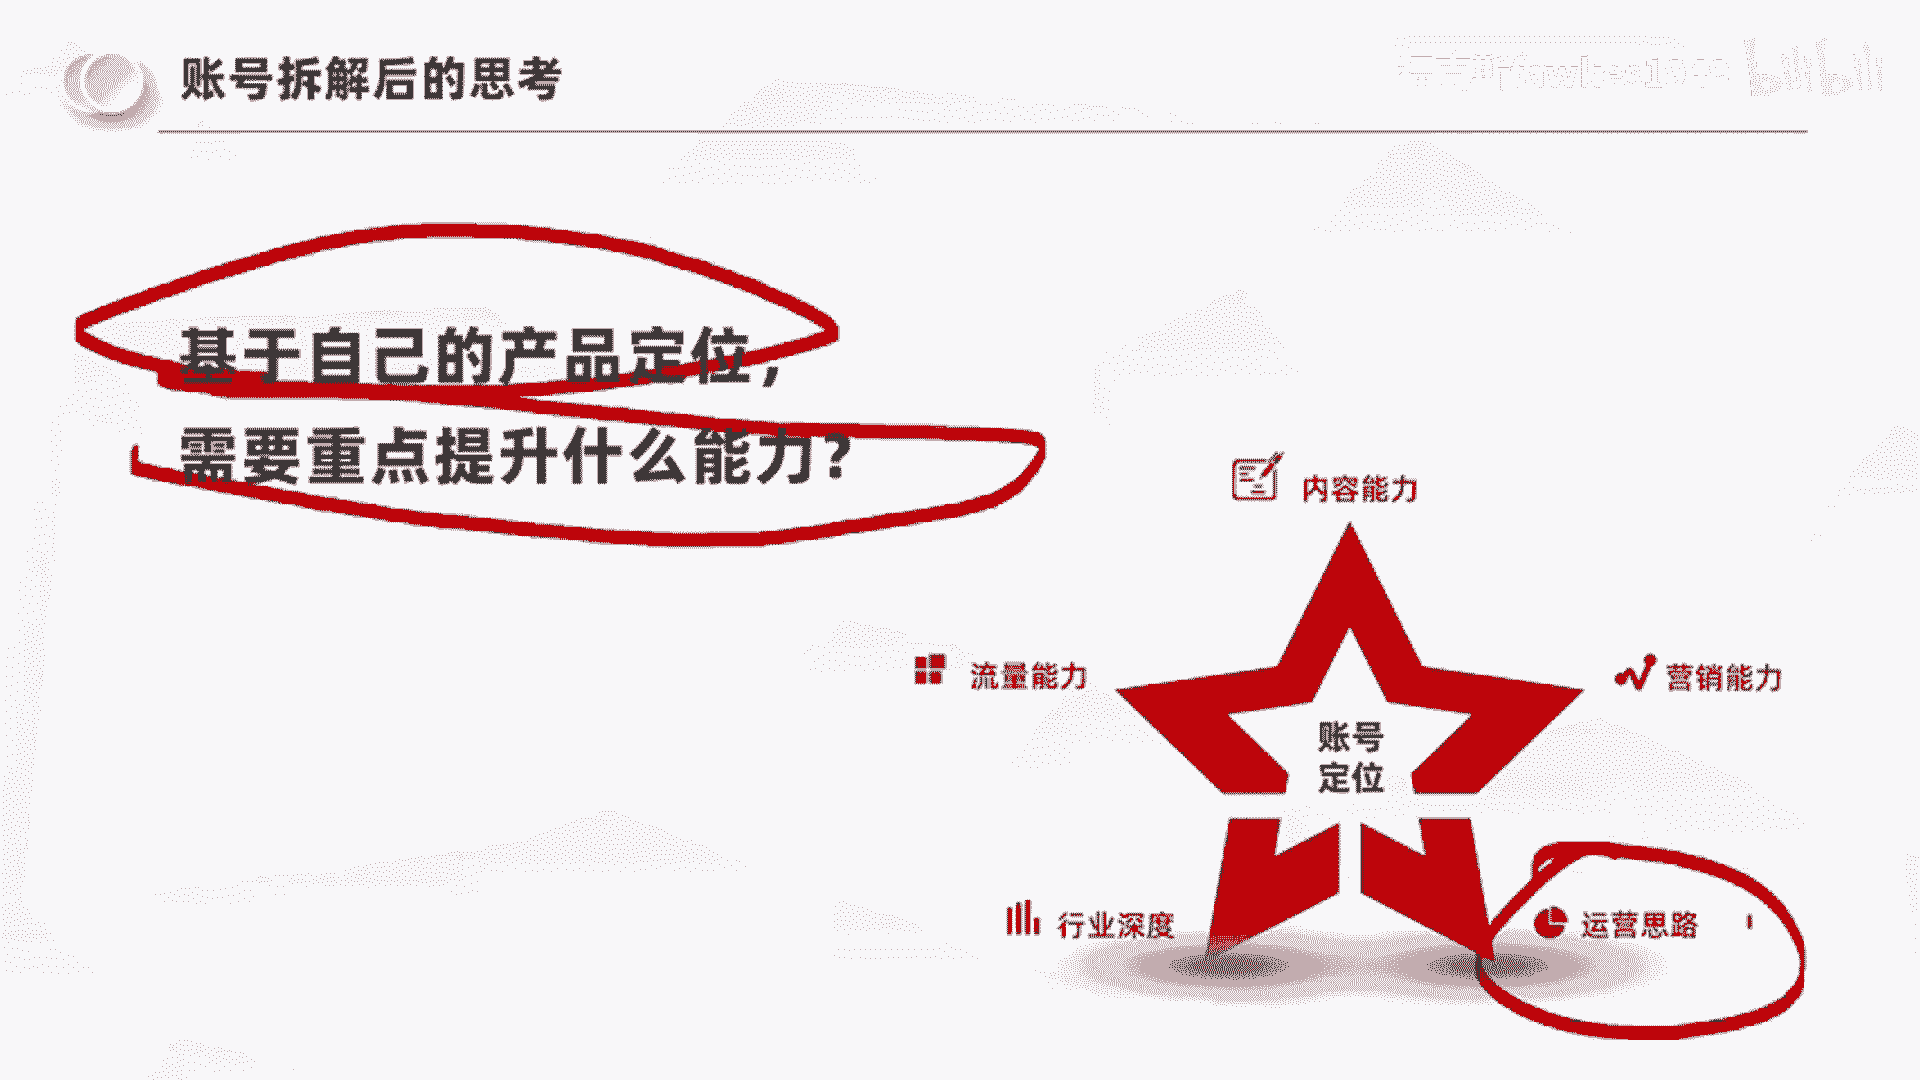 账号拆解后的思考
bilibili
基于自己的产品定位，
需要重点提升什么能力?
内容能力
流量能力
营销能力
账号
定位
行业深度
运营思路